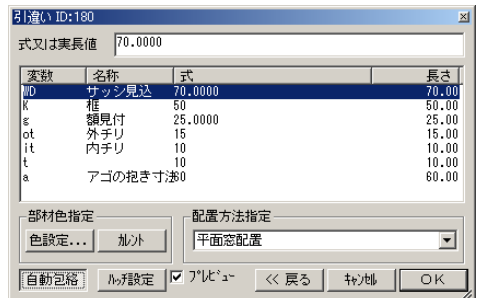 引違い ID:180
式又は実長値 70.0000
変数 名称 式 長さ
WD サッシ見込 70.0000 70.00
K 框 50 50.00
g 額見付 25.0000 25.00
ot 外チリ 15 15.00
it 内チリ 10 10.00
t 10 10.00
a アゴの抱き寸法60 60.00
部材色指定 配置方法指定
色設定... ｶﾚﾝﾄ 平面窓配置
自動包絡 ﾊｯﾁ設定 ﾌﾟﾚﾋﾞｭｰ << 戻る ｷｬﾝｾﾙ OK